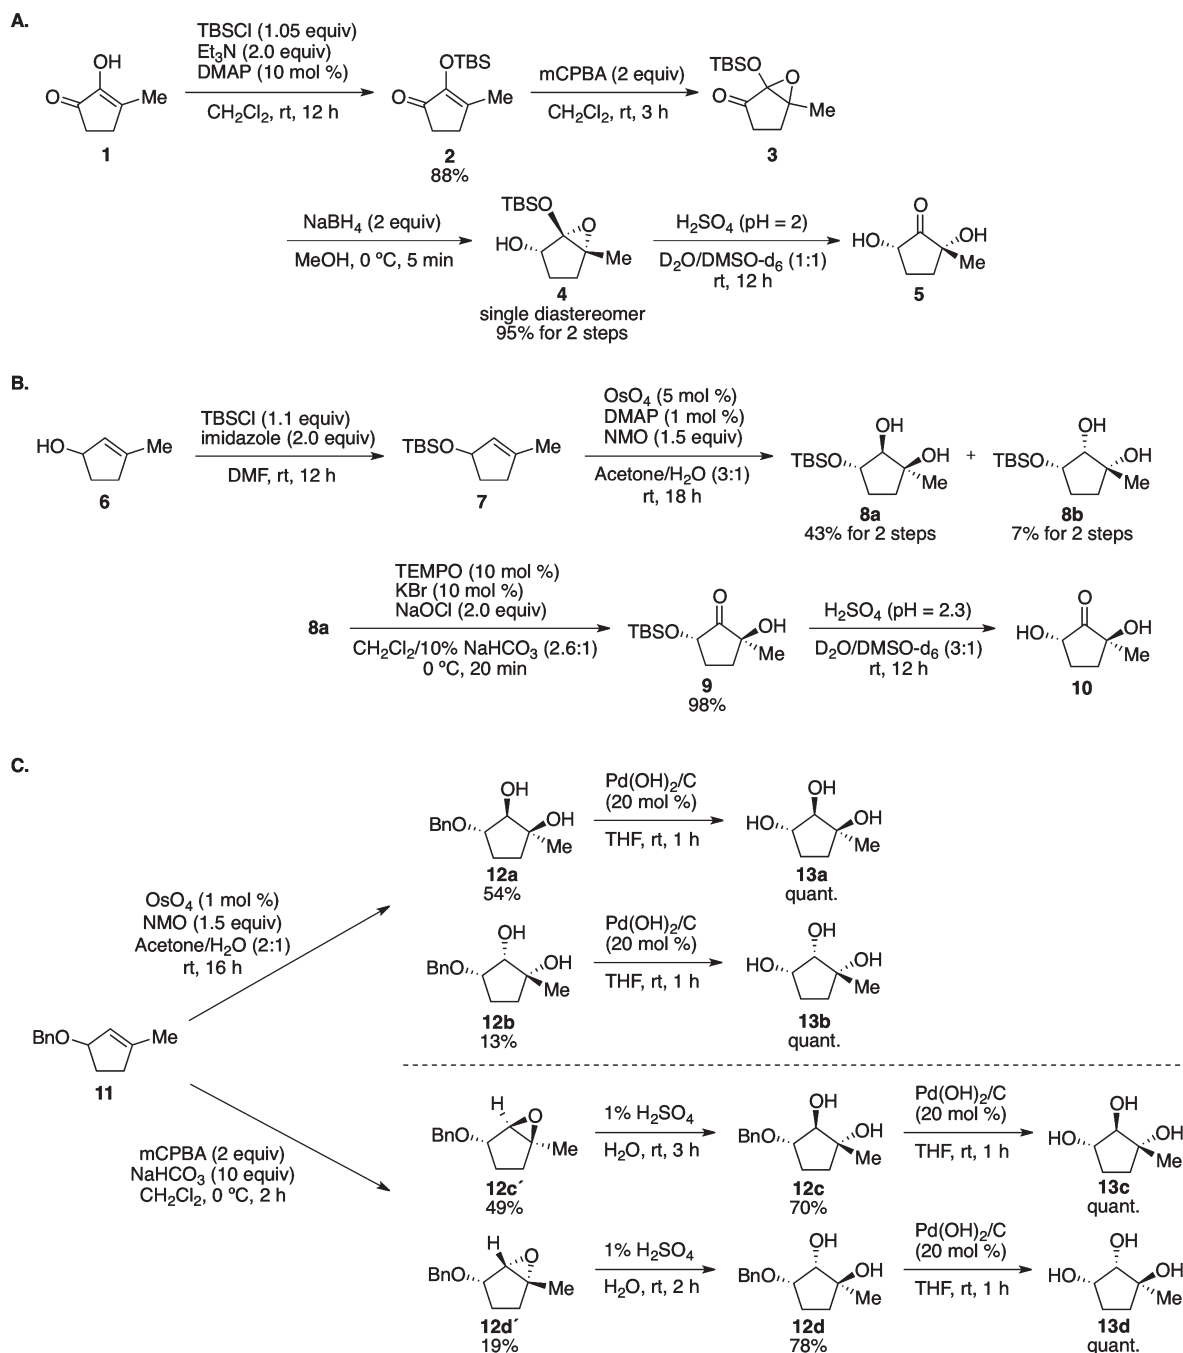 A.
TBSCl (1.05 equiv)
Et3N (2.0 equiv)
DMAP (10 mol %)
CH2Cl2, rt, 12 h
OH
O
Me
1
OTBS
O
Me
2
88%
mCPBA (2 equiv)
CH2Cl2, rt, 3 h
TBSO
O
O
Me
3
NaBH4 (2 equiv)
MeOH, 0 ºC, 5 min
TBSO
O
HO
Me
4
single diastereomer
95% for 2 steps
H2SO4 (pH = 2)
D2O/DMSO-d6 (1:1)
rt, 12 h
O
HO
OH
Me
5
B.
HO
Me
6
TBSCl (1.1 equiv)
imidazole (2.0 equiv)
DMF, rt, 12 h
TBSO
Me
7
OsO4 (5 mol %)
DMAP (1 mol %)
NMO (1.5 equiv)
Acetone/H2O (3:1)
rt, 18 h
OH
TBSO
OH
Me
8a
43% for 2 steps
+
OH
TBSO
OH
Me
8b
7% for 2 steps
8a
TEMPO (10 mol %)
KBr (10 mol %)
NaOCl (2.0 equiv)
CH2Cl2/10% NaHCO3 (2.6:1)
0 ºC, 20 min
O
TBSO
OH
Me
9
98%
H2SO4 (pH = 2.3)
D2O/DMSO-d6 (3:1)
rt, 12 h
O
HO
OH
Me
10
C.
BnO
Me
11
OsO4 (1 mol %)
NMO (1.5 equiv)
Acetone/H2O (2:1)
rt, 16 h
OH
BnO
OH
Me
12a
54%
Pd(OH)2/C
(20 mol %)
THF, rt, 1 h
OH
HO
OH
Me
13a
quant.
OH
BnO
OH
Me
12b
13%
Pd(OH)2/C
(20 mol %)
THF, rt, 1 h
OH
HO
OH
Me
13b
quant.
mCPBA (2 equiv)
NaHCO3 (10 equiv)
CH2Cl2, 0 ºC, 2 h
H
O
BnO
Me
12c´
49%
1% H2SO4
H2O, rt, 3 h
OH
BnO
OH
Me
12c
70%
Pd(OH)2/C
(20 mol %)
THF, rt, 1 h
OH
HO
OH
Me
13c
quant.
H
O
BnO
Me
12d´
19%
1% H2SO4
H2O, rt, 2 h
OH
BnO
OH
Me
12d
78%
Pd(OH)2/C
(20 mol %)
THF, rt, 1 h
OH
HO
OH
Me
13d
quant.